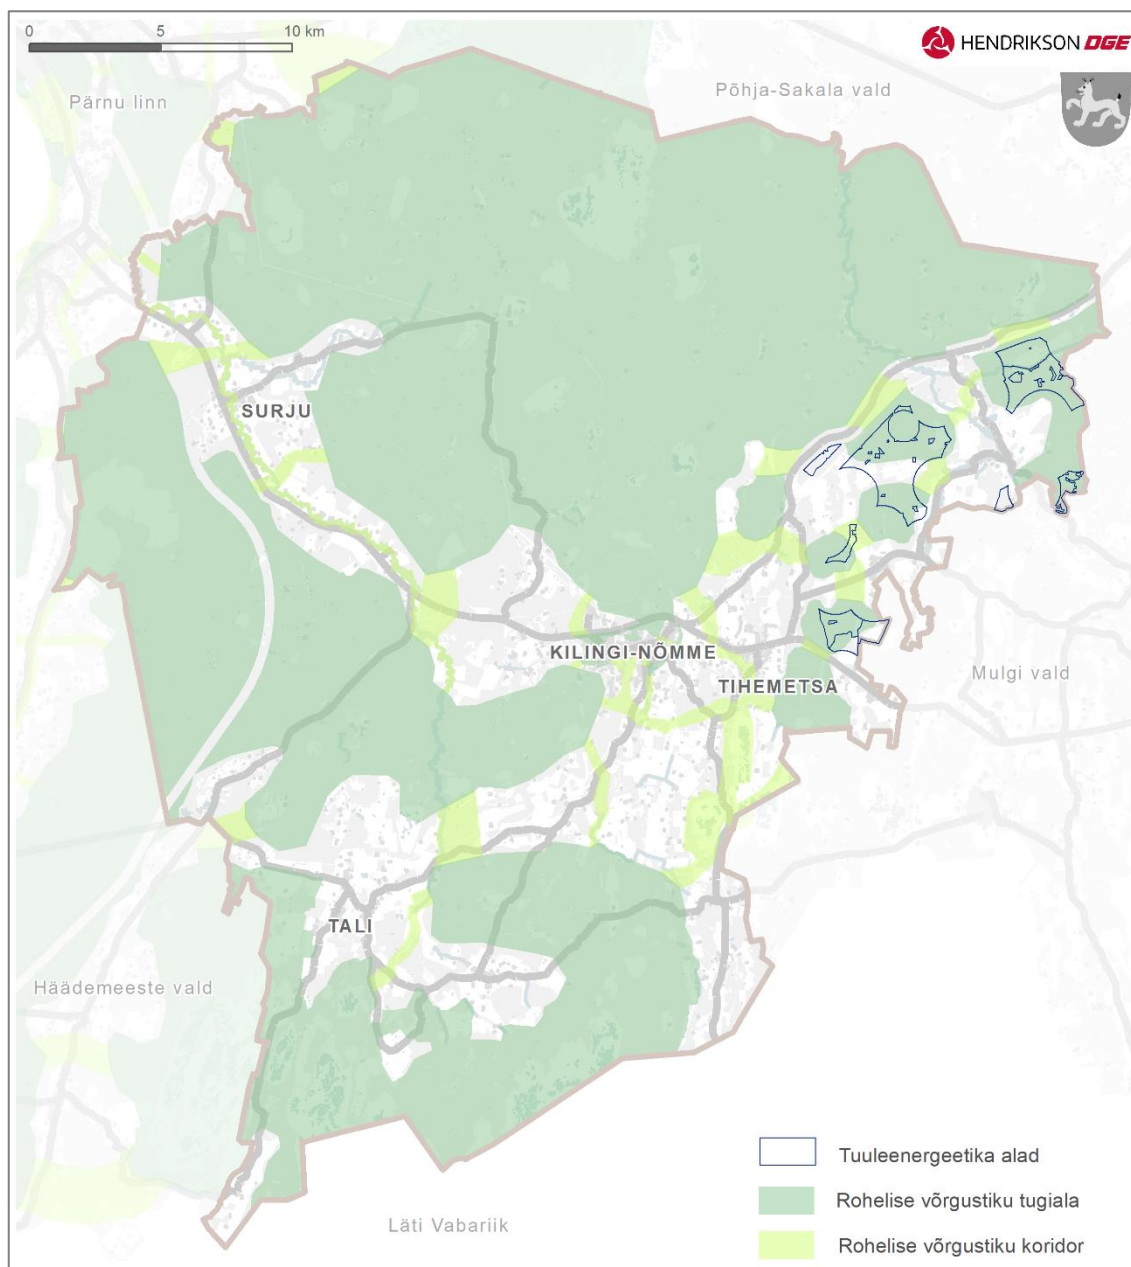 0 5 10 km
HENDRIKSON DGE
Pärnu linn
Põhja-Sakala vald
SURJU
KILINGI-NÕMME
TIHEMETSA
Mulgi vald
TALI
Häädemeeste vald
Läti Vabariik
Tuuleenergeetika alad
Rohelise võrgustiku tugiala
Rohelise võrgustiku koridor